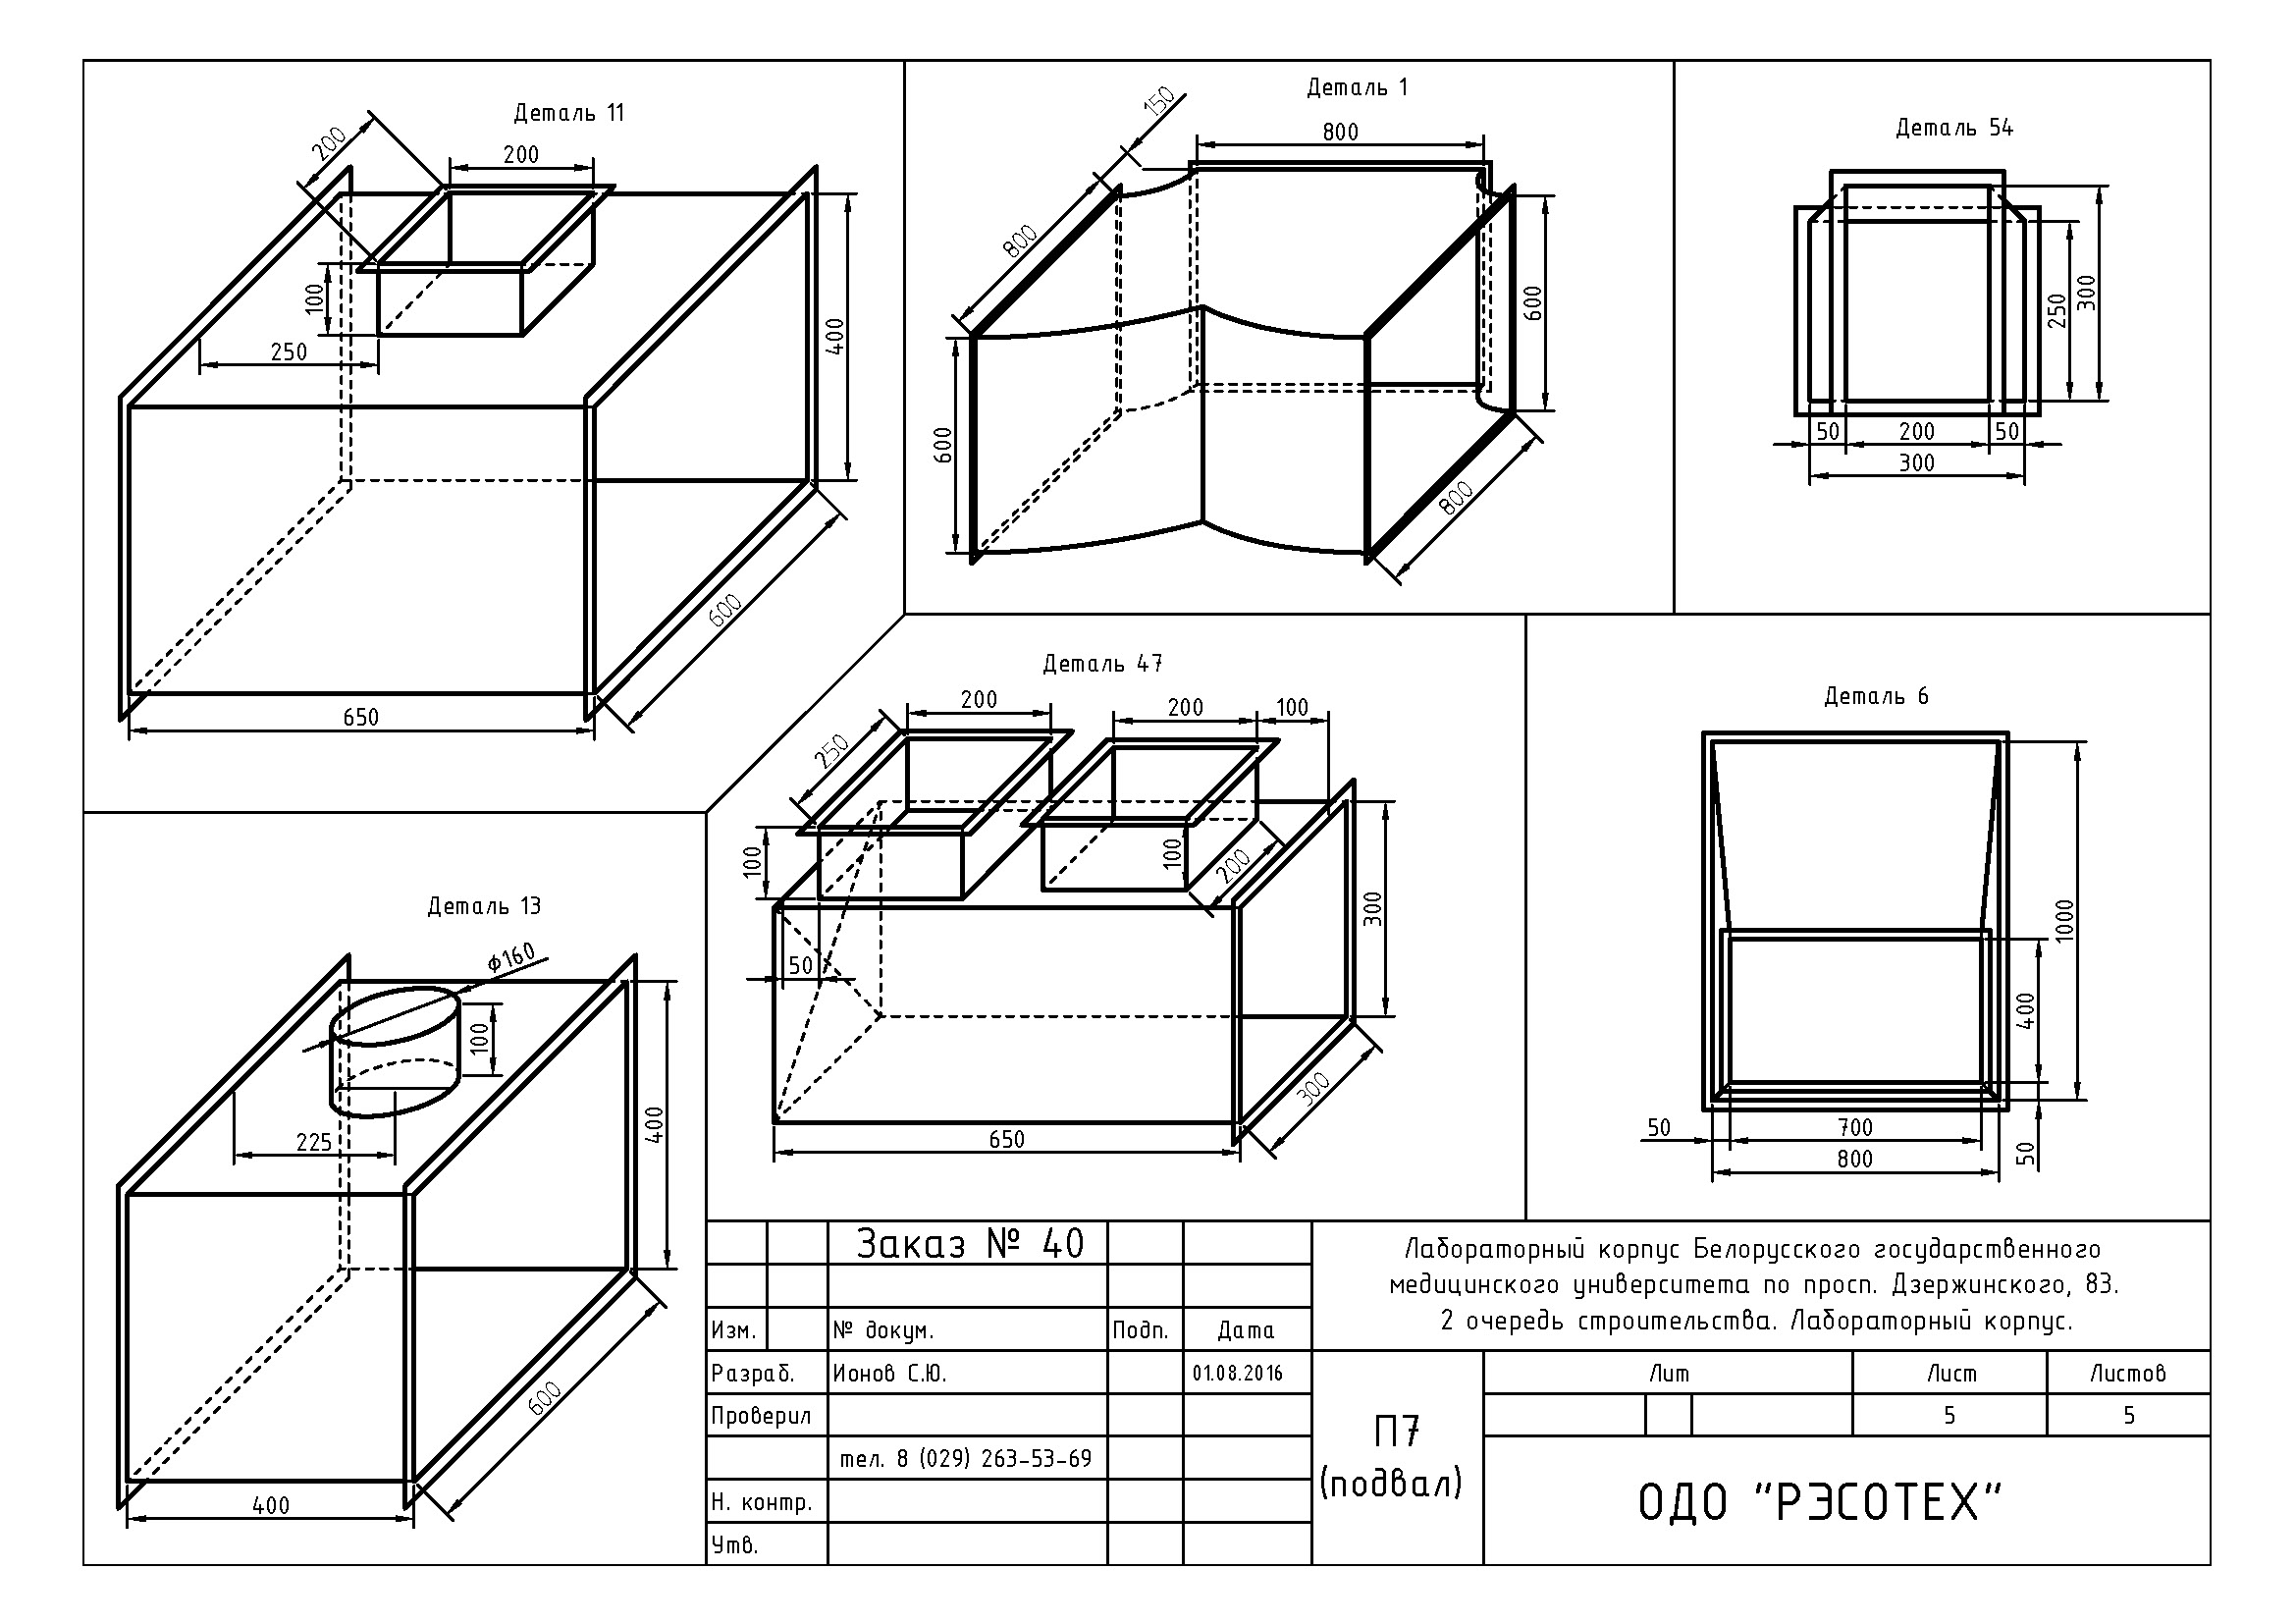 Деталь 11
200
200
100
250
400
600
650
Деталь 1
150
800
800
600
600
800
Деталь 54
250
300
50
200
50
300
Деталь 47
200
200
100
250
100
100
200
50
300
300
650
Деталь 6
1000
400
50
50
700
800
Деталь 13
Φ160
100
225
400
600
400
Заказ № 40
Изм.
№ докум.
Подп.
Дата
Разраб.
Ионов С.Ю.
01.08.2016
Проверил
тел. 8 (029) 263-53-69
Н. контр.
Утв.
Лабораторный корпус Белорусского государственного
медицинского университета по просп. Дзержинского, 83.
2 очередь строительства. Лабораторный корпус.
П7
(подвал)
Лит
Лист
Листов
5
5
ОДО "РЭСОТЕХ"